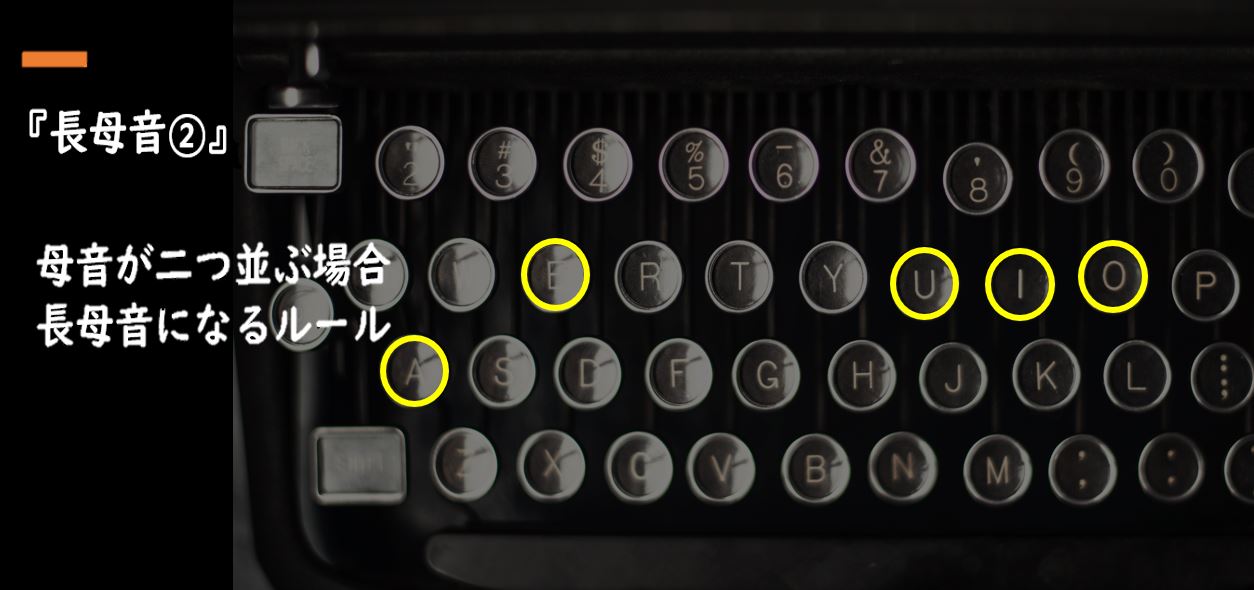 『長母音②』
母音が二つ並ぶ場合
長母音になるルール
" 2 # 3 $ 4 % 5 _ 6 & 7 ' 8 ( 9 ) 0
W E R T Y U I O P
A S D F G H J K L
SHIFT Z X C V B N M